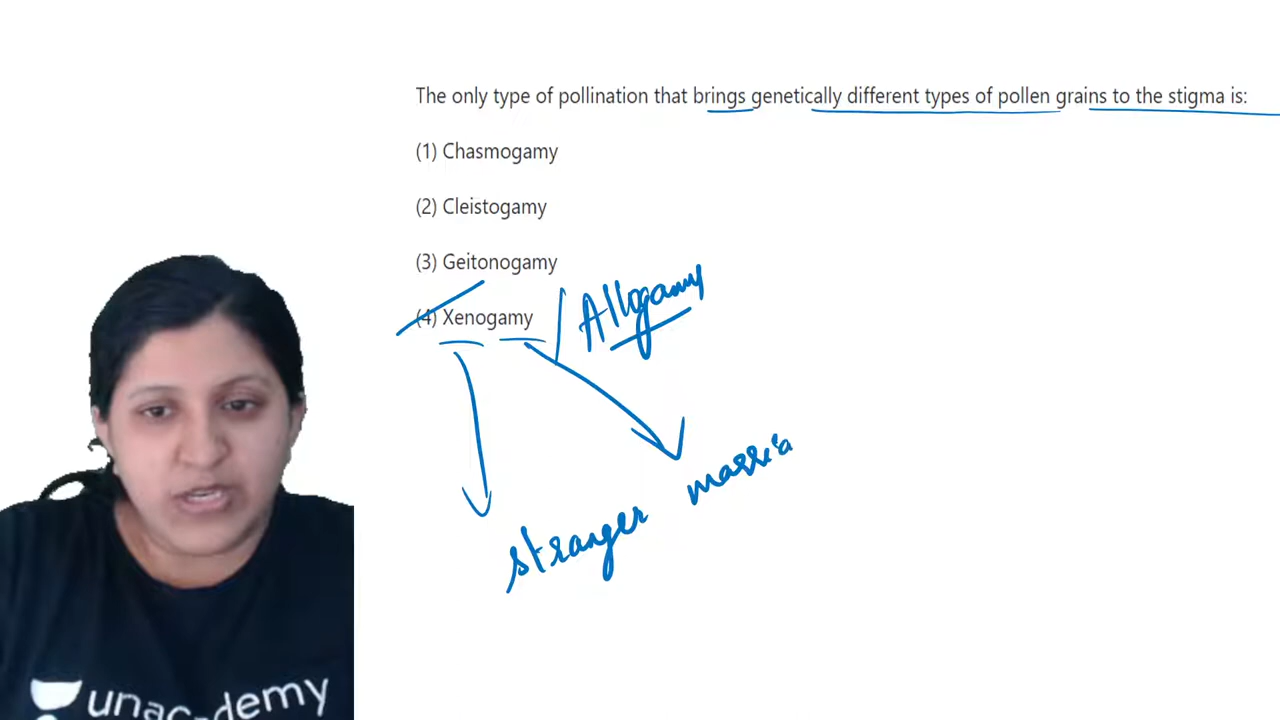 The only type of pollination that brings genetically different types of pollen grains to the stigma is:
(1) Chasmogamy
(2) Cleistogamy
(3) Geitonogamy
(4) Xenogamy / Allogamy
stranger marria
unacademy